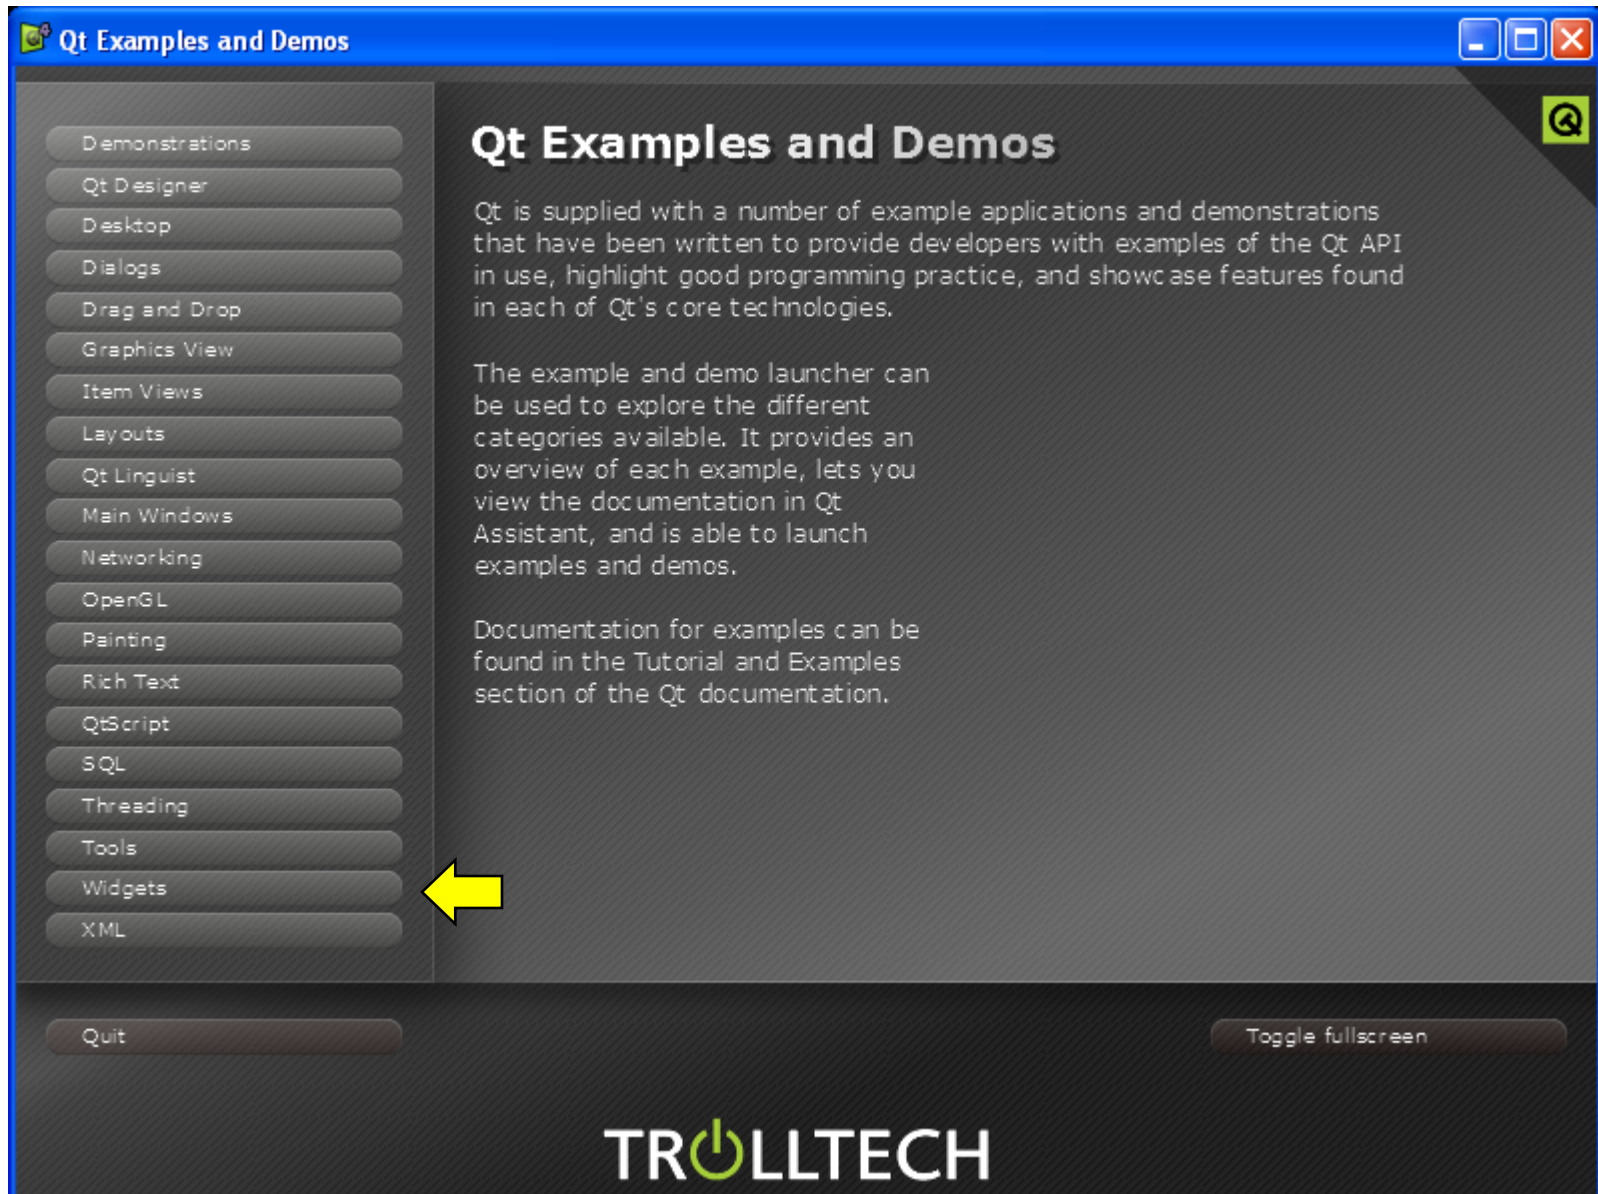 Qt Examples and Demos
Demonstrations
Qt Designer
Desktop
Dialogs
Drag and Drop
Graphics View
Item Views
Layouts
Qt Linguist
Main Windows
Networking
OpenGL
Painting
Rich Text
QtScript
SQL
Threading
Tools
Widgets
XML
Qt Examples and Demos
Qt is supplied with a number of example applications and demonstrations
that have been written to provide developers with examples of the Qt API
in use, highlight good programming practice, and showcase features found
in each of Qt's core technologies.
The example and demo launcher can
be used to explore the different
categories available. It provides an
overview of each example, lets you
view the documentation in Qt
Assistant, and is able to launch
examples and demos.
Documentation for examples can be
found in the Tutorial and Examples
section of the Qt documentation.
Quit
Toggle fullscreen
TROLLTECH